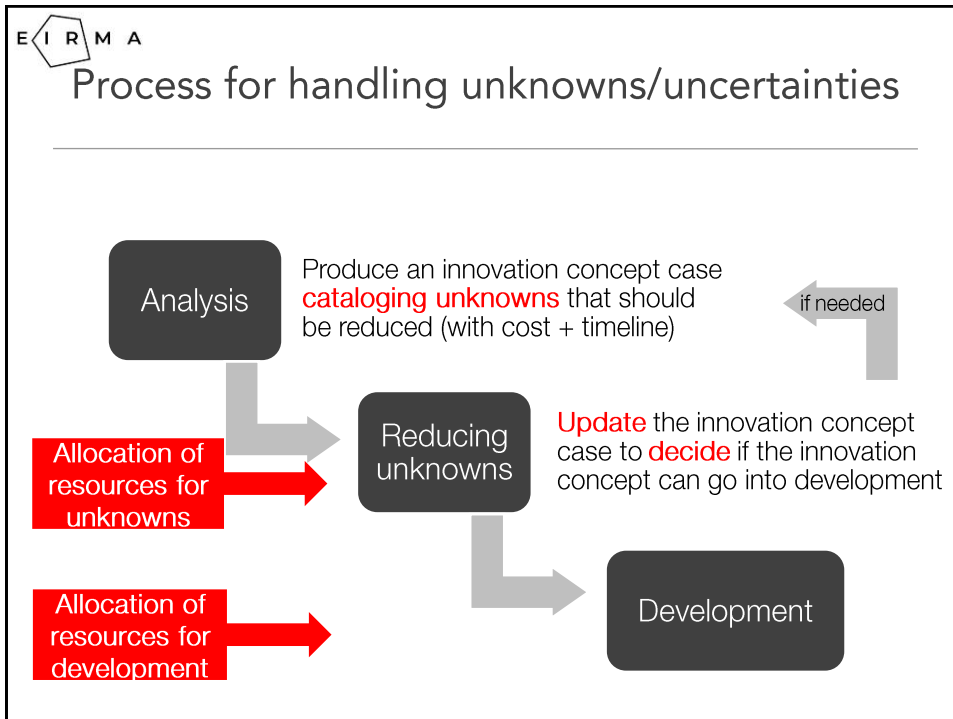 EIRMA
Process for handling unknowns/uncertainties
Analysis
Produce an innovation concept case
cataloging unknowns that should
be reduced (with cost + timeline)
if needed
Reducing
unknowns
Update the innovation concept
case to decide if the innovation
concept can go into development
Allocation of
resources for
unknowns
Development
Allocation of
resources for
development